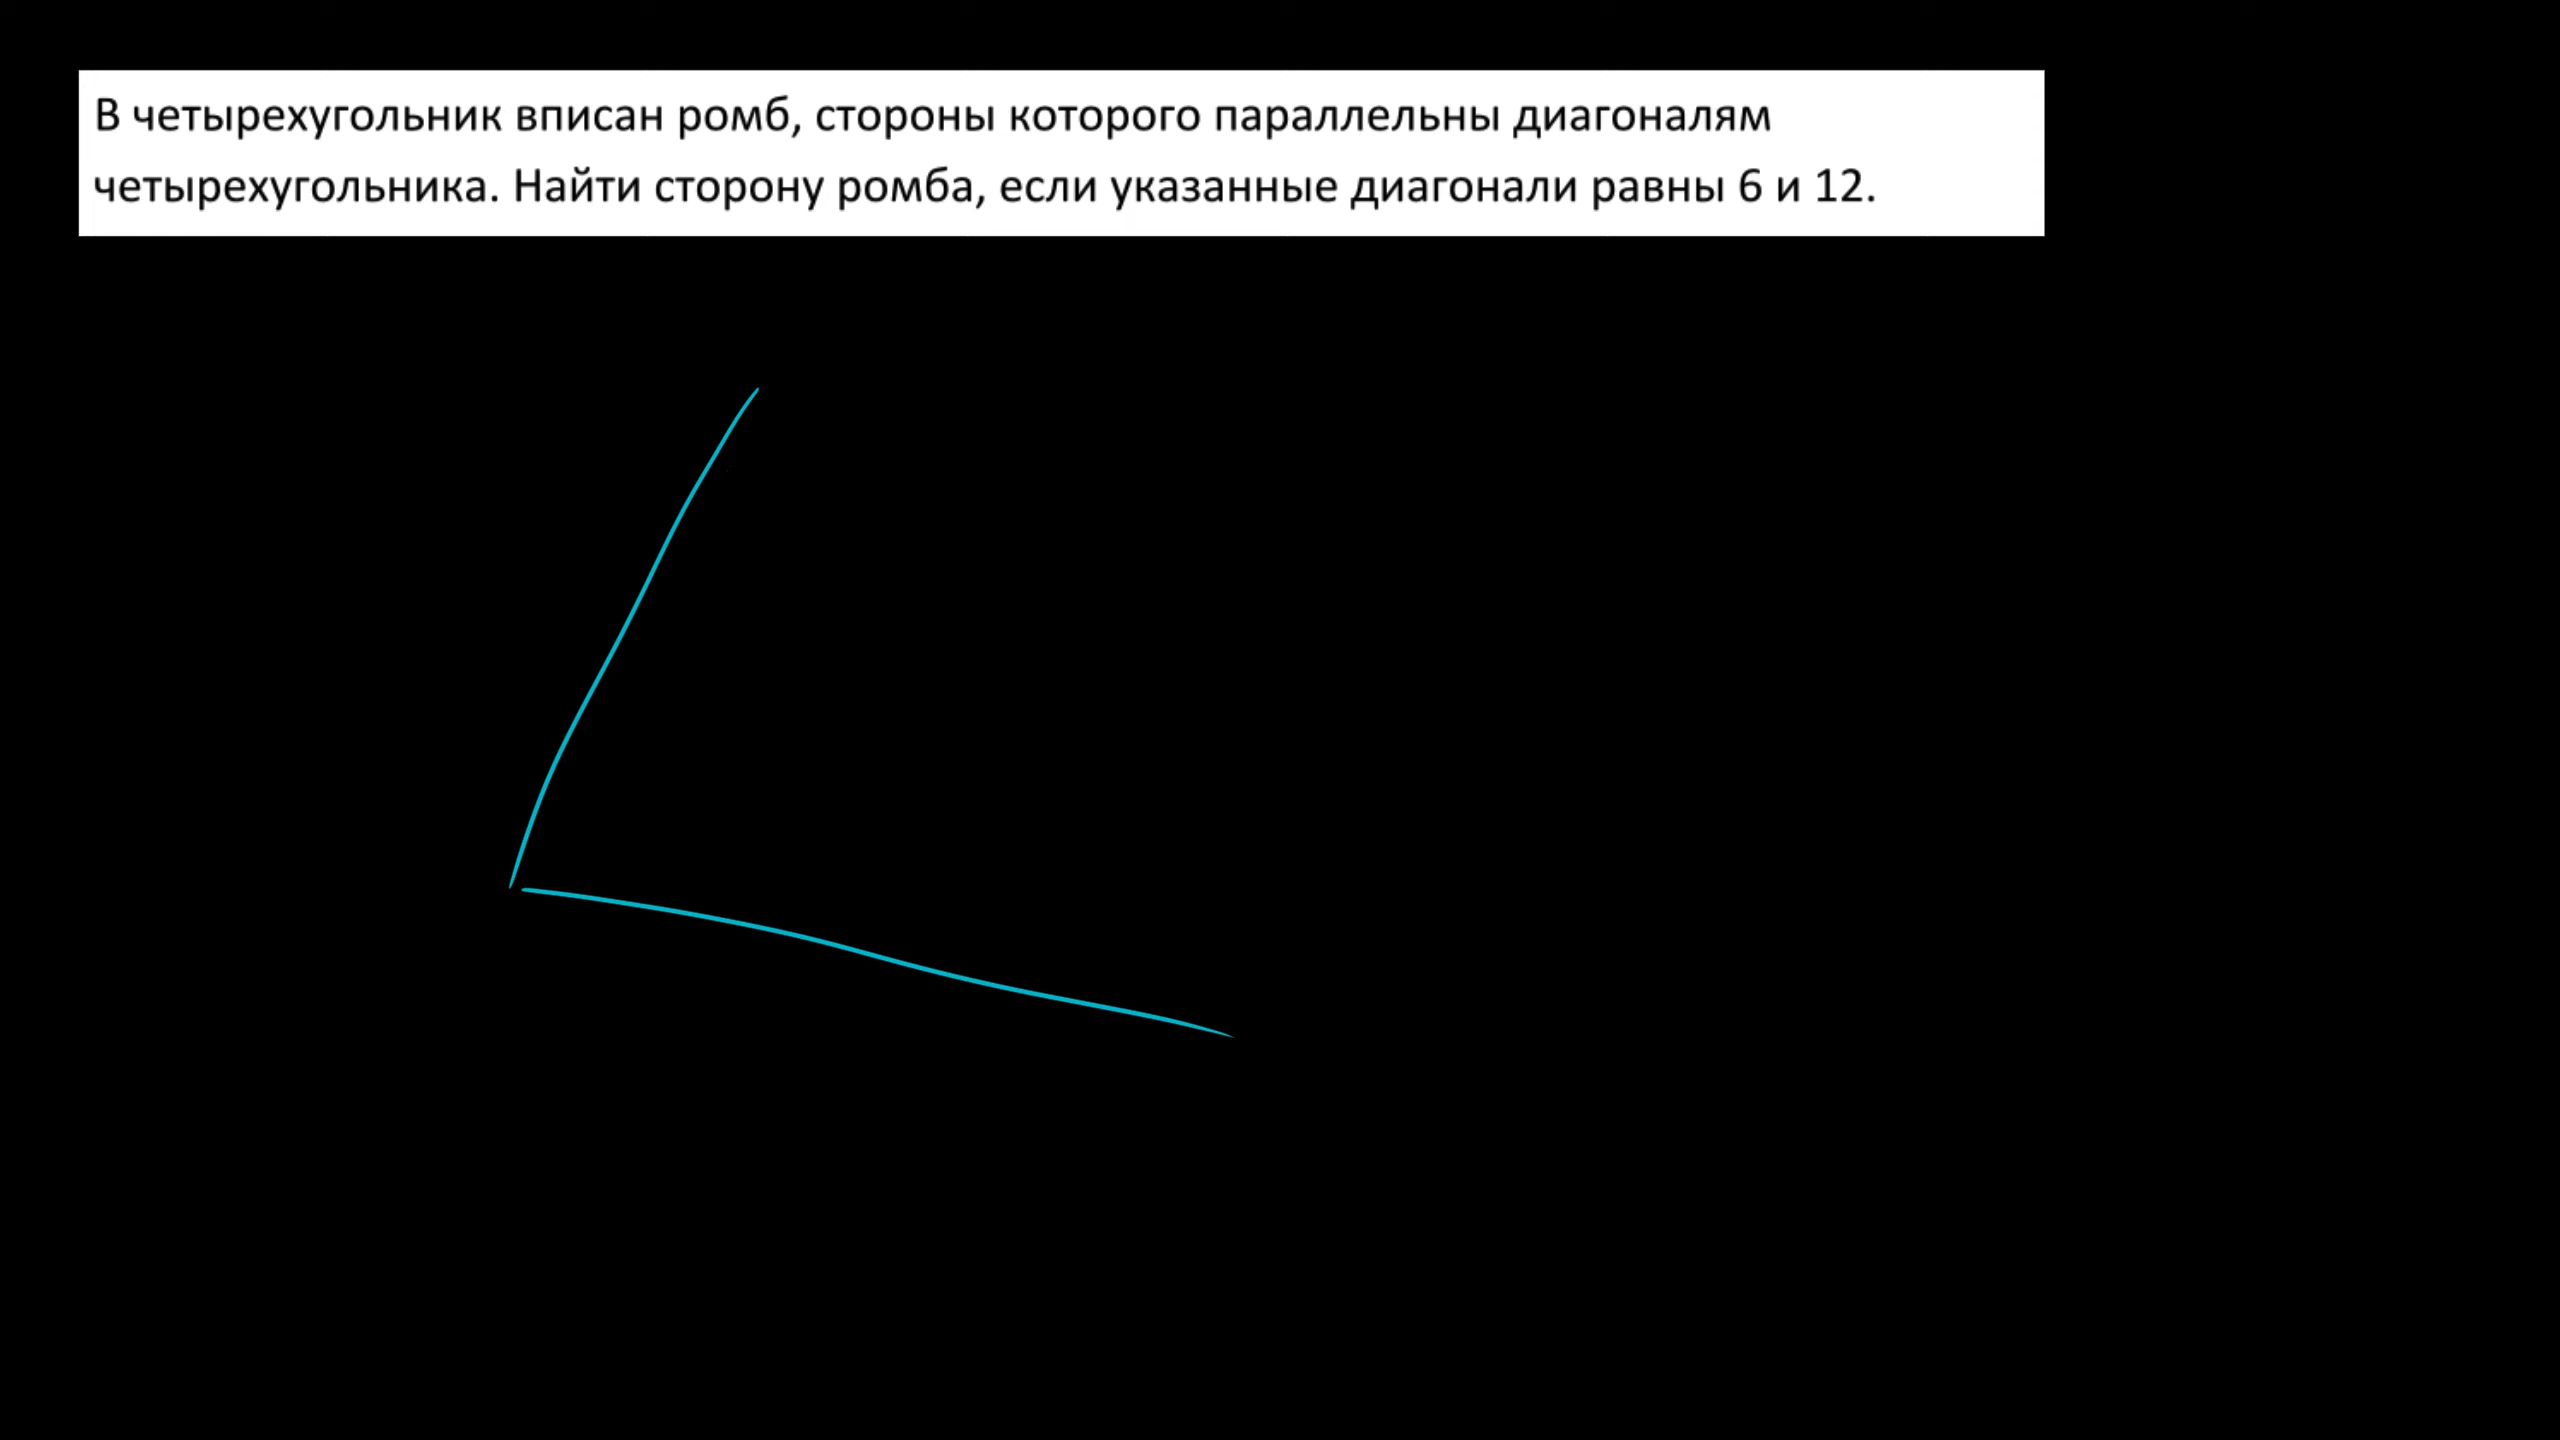 В четырехугольник вписан ромб, стороны которого параллельны диагоналям
четырехугольника. Найти сторону ромба, если указанные диагонали равны 6 и 12.